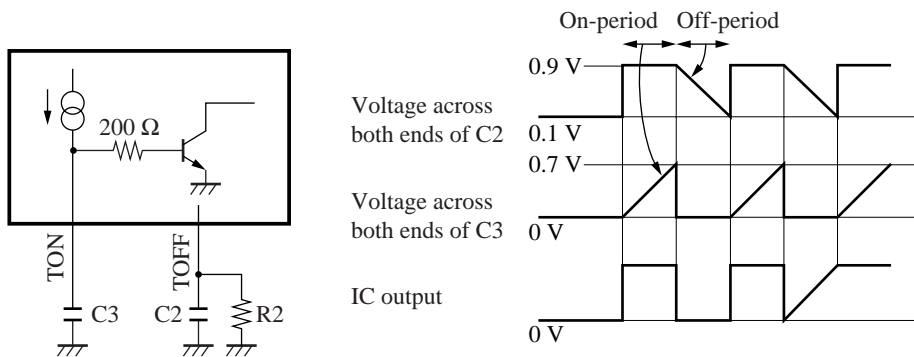 200 Ω
TON
TOFF
C3
C2
R2
On-period
Off-period
0.9 V
Voltage across
both ends of C2
0.1 V
0.7 V
Voltage across
both ends of C3
0 V
IC output
0 V